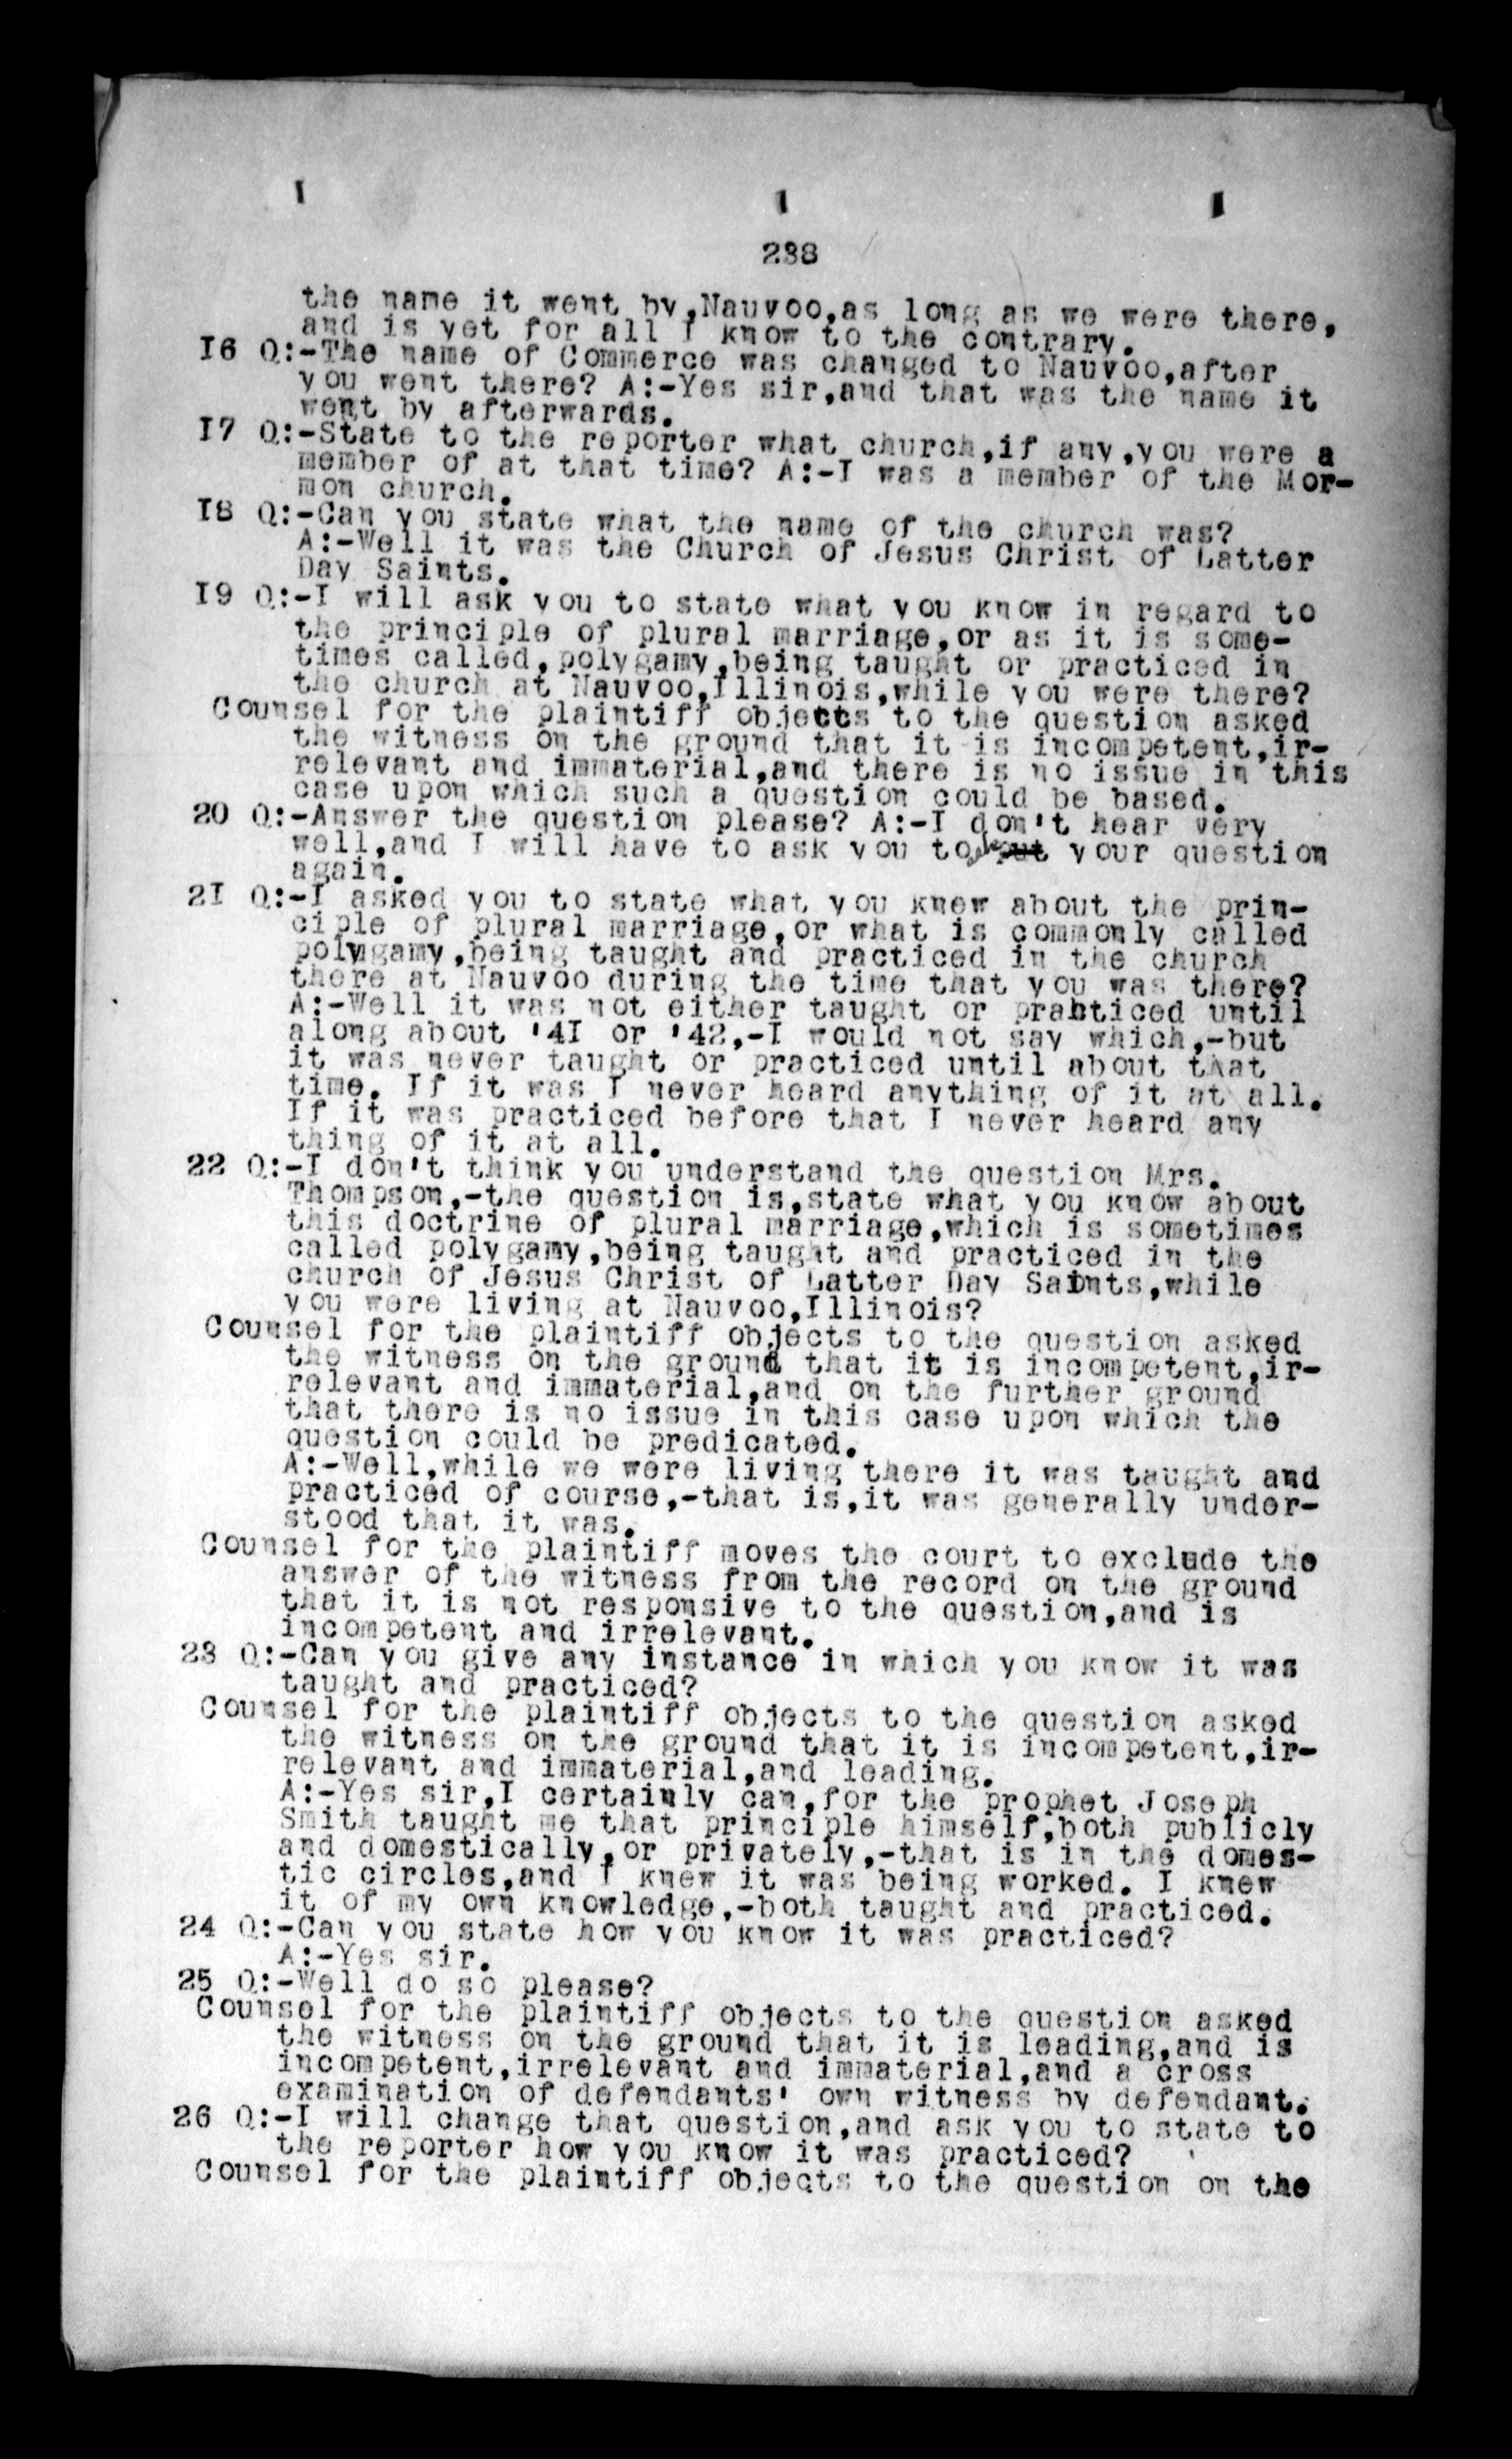 238
the name it went by,Nauvoo,as long as we were there,
and is yet for all I know to the contrary.
I6 Q:-The name of Commerce was changed to Nauvoo,after
you went there? A:-Yes sir,and that was the name it
went by afterwards.
I7 Q:-State to the reporter what church,if any,you were a
member of at that time? A:-I was a member of the Mor-
mon church.
I8 Q:-Can you state what the name of the church was?
A:-Well it was the Church of Jesus Christ of Latter
Day Saints.
I9 Q:-I will ask you to state what you know in regard to
the principle of plural marriage,or as it is some-
times called,polygamy,being taught or practiced in
the church at Nauvoo,Illinois,while you were there?
Counsel for the plaintiff objectts to the question asked
the witness on the ground that it is incompetent,ir-
relevant and immaterial,and there is no issue in this
case upon which such a question could be based.
20 Q:-Answer the question please? A:-I don't hear very
well,and I will have to ask you to put your question
again.
2I Q:-I asked you to state what you knew about the prin-
ciple of plural marriage,or what is commonly called
polygamy,being taught and practiced in the church
there at Nauvoo during the time that you was there?
A:-Well it was not either taught or practiced until
along about '4I or '42,-I would not say which,-but
it was never taught or practiced until about that
time. If it was I never heard anything of it at all.
If it was practiced before that I never heard any
thing of it at all.
22 Q:-I don't think you understand the question Mrs.
Thompson,-the question is,state what you know about
this doctrine of plural marriage,which is sometimes
called polygamy,being taught and practiced in the
church of Jesus Christ of Latter Day Saints,while
you were living at Nauvoo,Illinois?
Counsel for the plaintiff objects to the question asked
the witness on the ground that it is incompetent,ir-
relevant and immaterial,and on the further ground
that there is no issue in this case upon which the
question could be predicated.
A:-Well,while we were living there it was taught and
practiced of course,-that is,it was generally under-
stood that it was.
Counsel for the plaintiff moves the court to exclude the
answer of the witness from the record on the ground
that it is not responsive to the question,and is
incompetent and irrelevant.
23 Q:-Can you give any instance in which you know it was
taught and practiced?
Counsel for the plaintiff objects to the question asked
the witness on the ground that it is incompetent,ir-
relevant and immaterial,and leading.
A:-Yes sir,I certainly can,for the prophet Joseph
Smith taught me that principle himself,both publicly
and domestically,or privately,-that is in the domes-
tic circles,and I knew it was being worked. I knew
it of my own knowledge,-both taught and practiced.
24 Q:-Can you state how you know it was practiced?
A:-Yes sir.
25 Q:-Well do so please?
Counsel for the plaintiff objects to the question asked
the witness on the ground that it is leading,and is
incompetent,irrelevant and immaterial,and a cross
examination of defendants' own witness by defendant.
26 Q:-I will change that question,and ask you to state to
the reporter how you know it was practiced?
Counsel for the plaintiff objects to the question on the